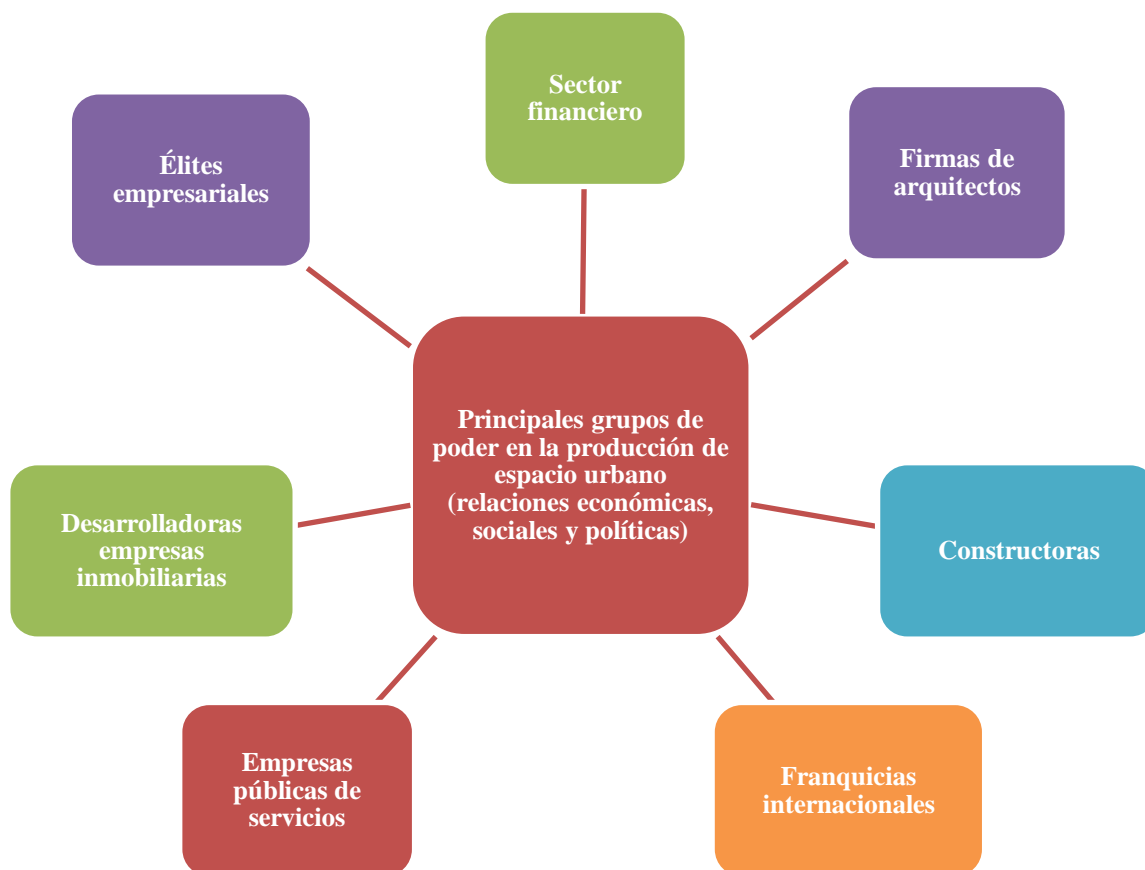 Sector
financiero
Élites
empresariales
Firmas de
arquitectos
Principales grupos de
poder en la producción de
espacio urbano
(relaciones económicas,
sociales y políticas)
Desarrolladoras
empresas
inmobiliarias
Constructoras
Empresas
públicas de
servicios
Franquicias
internacionales